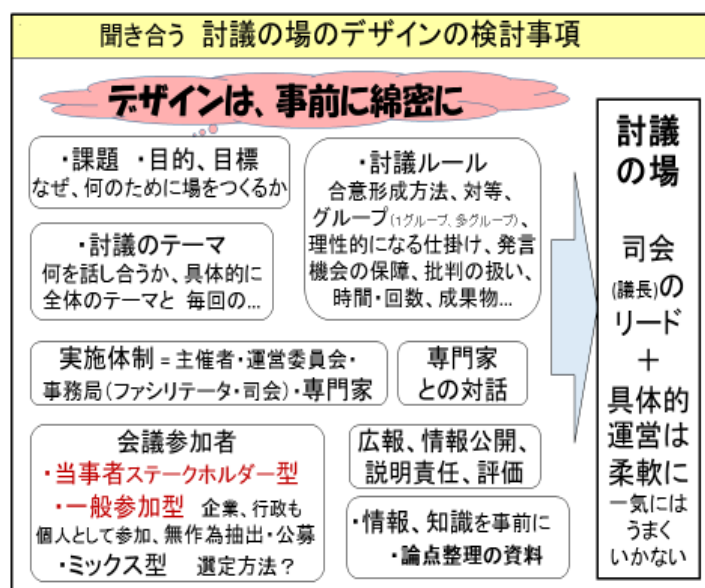 聞き合う 討議の場のデザインの検討事項
デザインは、事前に綿密に
・課題 ・目的、目標
なぜ、何のために場をつくるか
・討議のテーマ
何を話し合うか、具体的に
全体のテーマと 毎回の...
・討議ルール
合意形成方法、対等、
グループ(1グループ、多グループ)、
理性的になる仕掛け、発言
機会の保障、批判の扱い、
時間・回数、成果物...
実施体制 = 主催者・運営委員会・
事務局(ファシリテータ・司会)・専門家
専門家
との対話
会議参加者
・当事者ステークホルダー型
・一般参加型 企業、行政も
個人として参加、無作為抽出・公募
・ミックス型 選定方法？
広報、情報公開、
説明責任、評価
・情報、知識を事前に
・論点整理の資料
討議
の場
司会
(議長)の
リード
＋
具体的
運営は
柔軟に
一気には
うまく
いかない